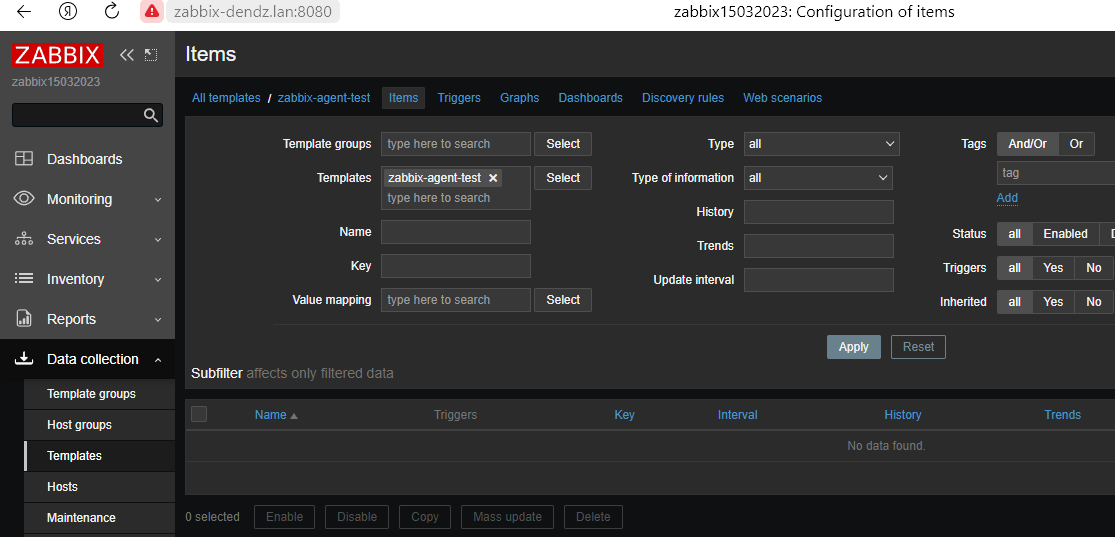 Я zabbix-dendz.lan:8080 zabbix15032023: Configuration of items
ZABBIX
zabbix15032023
Dashboards
Monitoring
Services
Inventory
Reports
Data collection
Template groups
Host groups
Templates
Hosts
Maintenance
Items
All templates / zabbix-agent-test Items Triggers Graphs Dashboards Discovery rules Web scenarios
Template groups type here to search Select
Templates zabbix-agent-test × Select
type here to search
Name
Key
Value mapping type here to search Select
Type all
Type of information all
History
Trends
Update interval
Tags And/Or Or
tag
Add
Status all Enabled D
Triggers all Yes No
Inherited all Yes No
Apply Reset
Subfilter affects only filtered data
Name Triggers Key Interval History Trends
No data found.
0 selected Enable Disable Copy Mass update Delete